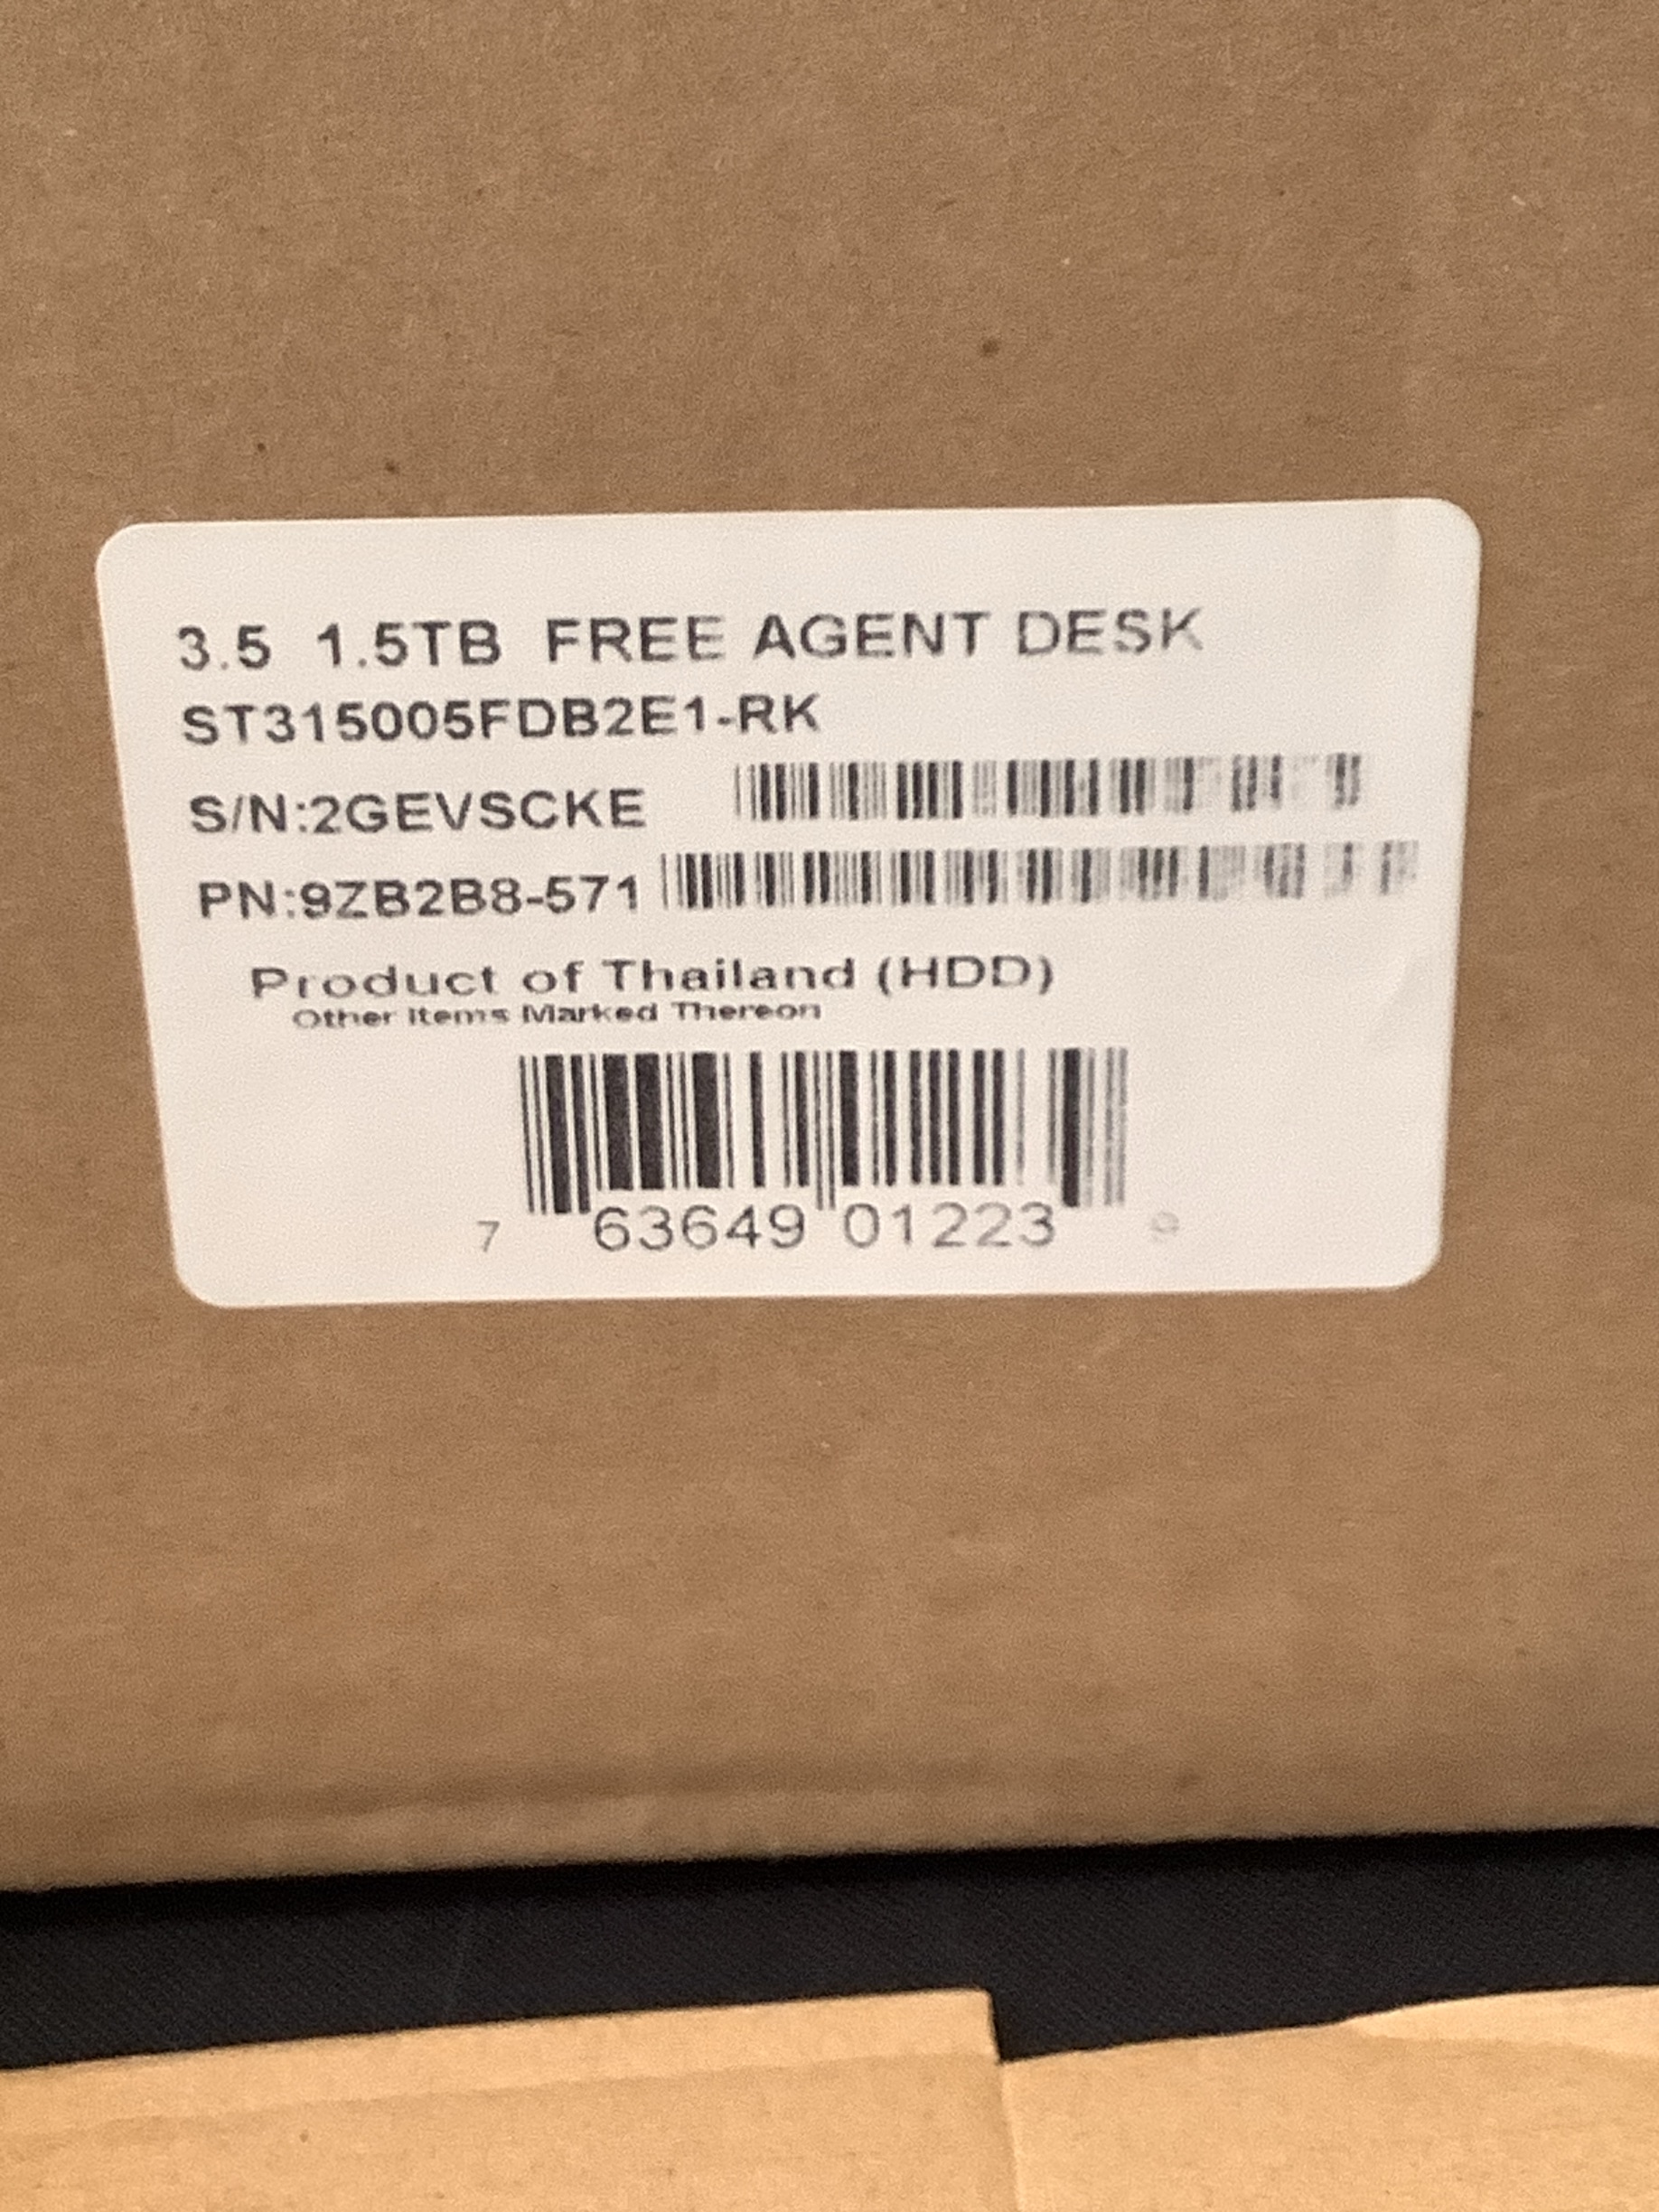 3.5 1.5TB FREE AGENT DESK
ST315005FDB2E1-RK
S/N:2GEVSCKE
PN:9ZB2B8-571
Product of Thailand (HDD)
Other Items Marked Thereon
7 63649 01223 9